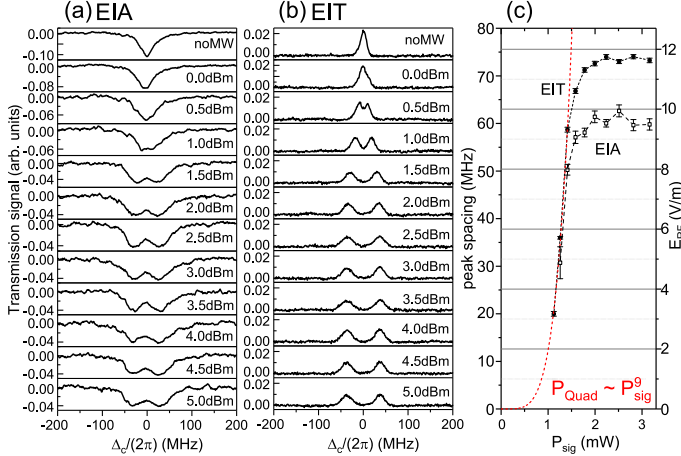 (a) EIA
(b) EIT
(c)
0.00
-0.10
noMW
0.00
-0.08
0.0dBm
0.00
-0.06
0.5dBm
0.00
-0.06
1.0dBm
0.00
-0.04
1.5dBm
0.00
-0.04
2.0dBm
0.00
-0.04
2.5dBm
0.00
-0.04
3.0dBm
0.00
-0.04
3.5dBm
0.00
-0.04
4.0dBm
0.00
-0.04
4.5dBm
0.00
-0.04
5.0dBm
Transmission signal (arb. units)
-200 -100 0 100 200
Δc/(2π) (MHz)
0.02
0.00
noMW
0.02
0.00
0.0dBm
0.02
0.00
0.5dBm
0.02
0.00
1.0dBm
0.02
0.00
1.5dBm
0.02
0.00
2.0dBm
0.02
0.00
2.5dBm
0.02
0.00
3.0dBm
0.02
0.00
3.5dBm
0.02
0.00
4.0dBm
0.02
0.00
4.5dBm
0.02
0.00
5.0dBm
-200 -100 0 100 200
Δc/(2π) (MHz)
80
70
60
50
40
30
20
10
0
peak spacing (MHz)
EIT
EIA
P_Quad ~ P_sig^9
12
10
8
6
4
2
0
E_RF (V/m)
0 1 2 3
P_sig (mW)